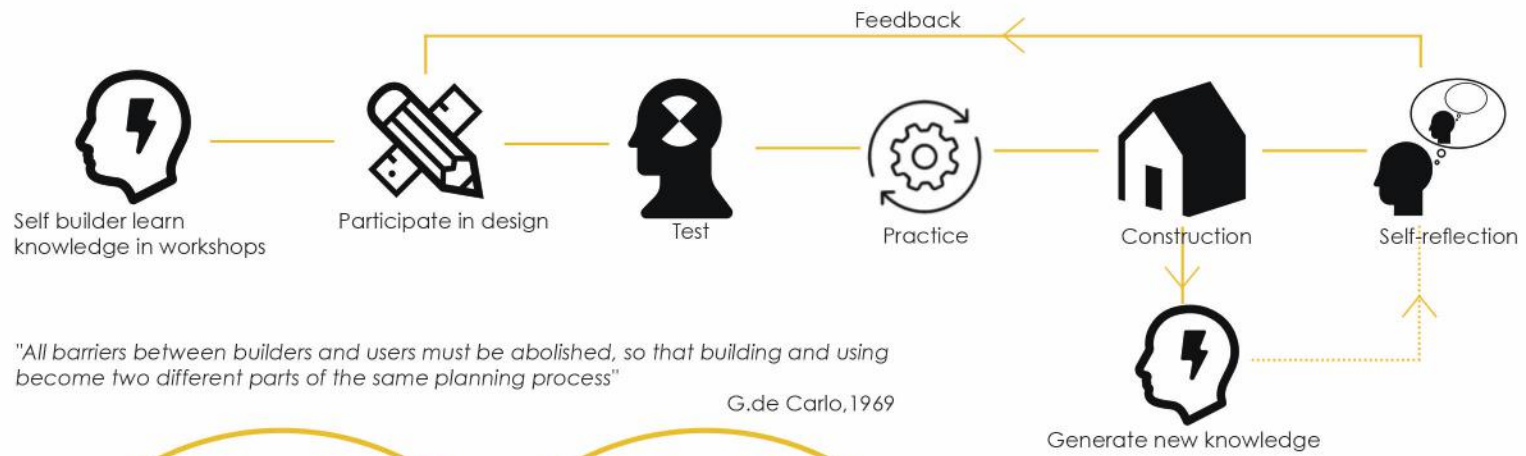 Feedback
Self builder learn
knowledge in workshops
Participate in design
Test
Practice
Construction
Self-reflection
"All barriers between builders and users must be abolished, so that building and using
become two different parts of the same planning process"
G.de Carlo,1969
Generate new knowledge